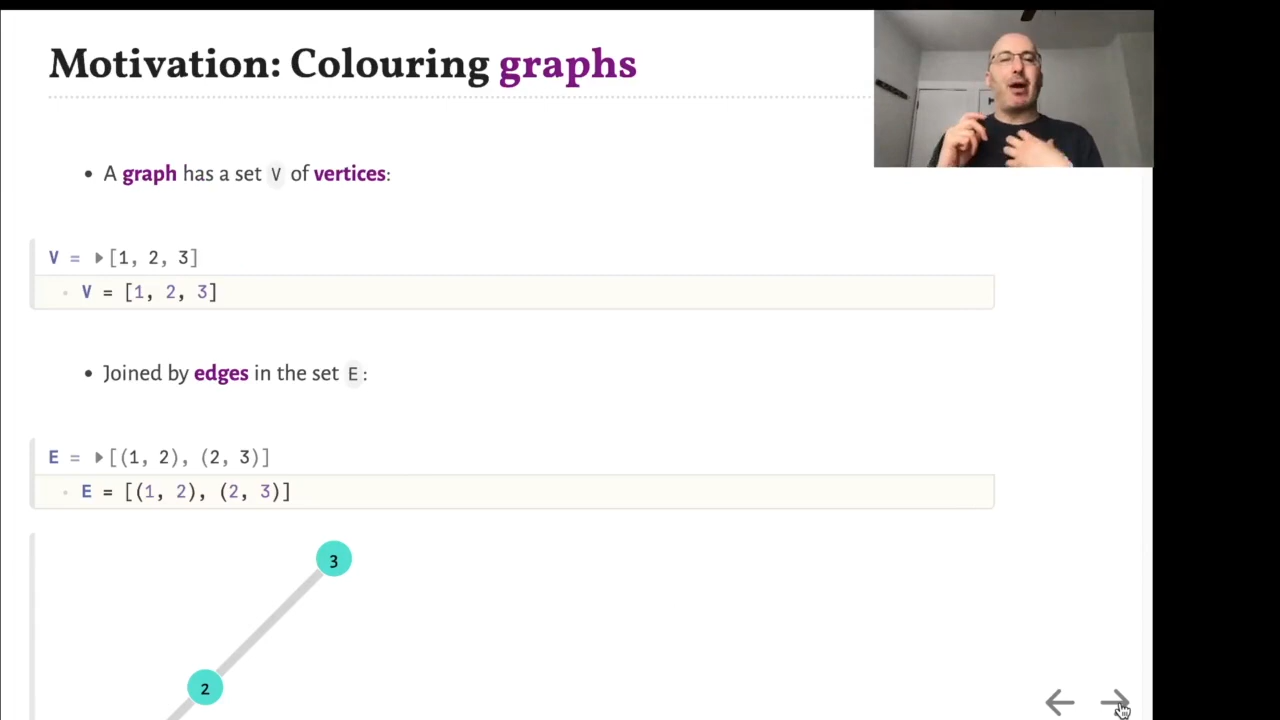 Motivation: Colouring graphs
• A graph has a set V of vertices:
V = ▶[1, 2, 3]
V = [1, 2, 3]
• Joined by edges in the set E:
E = ▶[(1, 2), (2, 3)]
E = [(1, 2), (2, 3)]
3
2